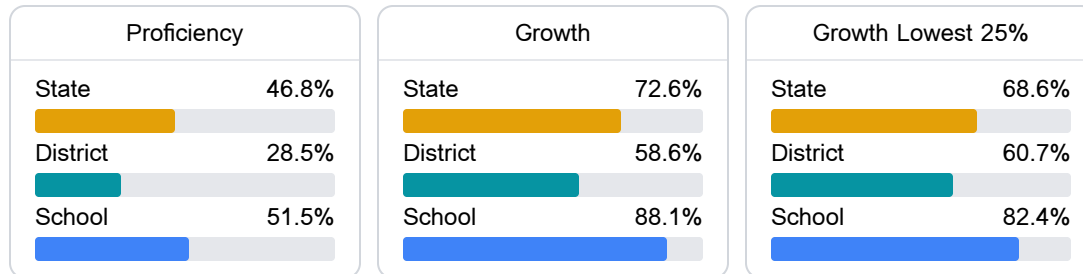 Proficiency
State 46.8%
District 28.5%
School 51.5%
Growth
State 72.6%
District 58.6%
School 88.1%
Growth Lowest 25%
State 68.6%
District 60.7%
School 82.4%